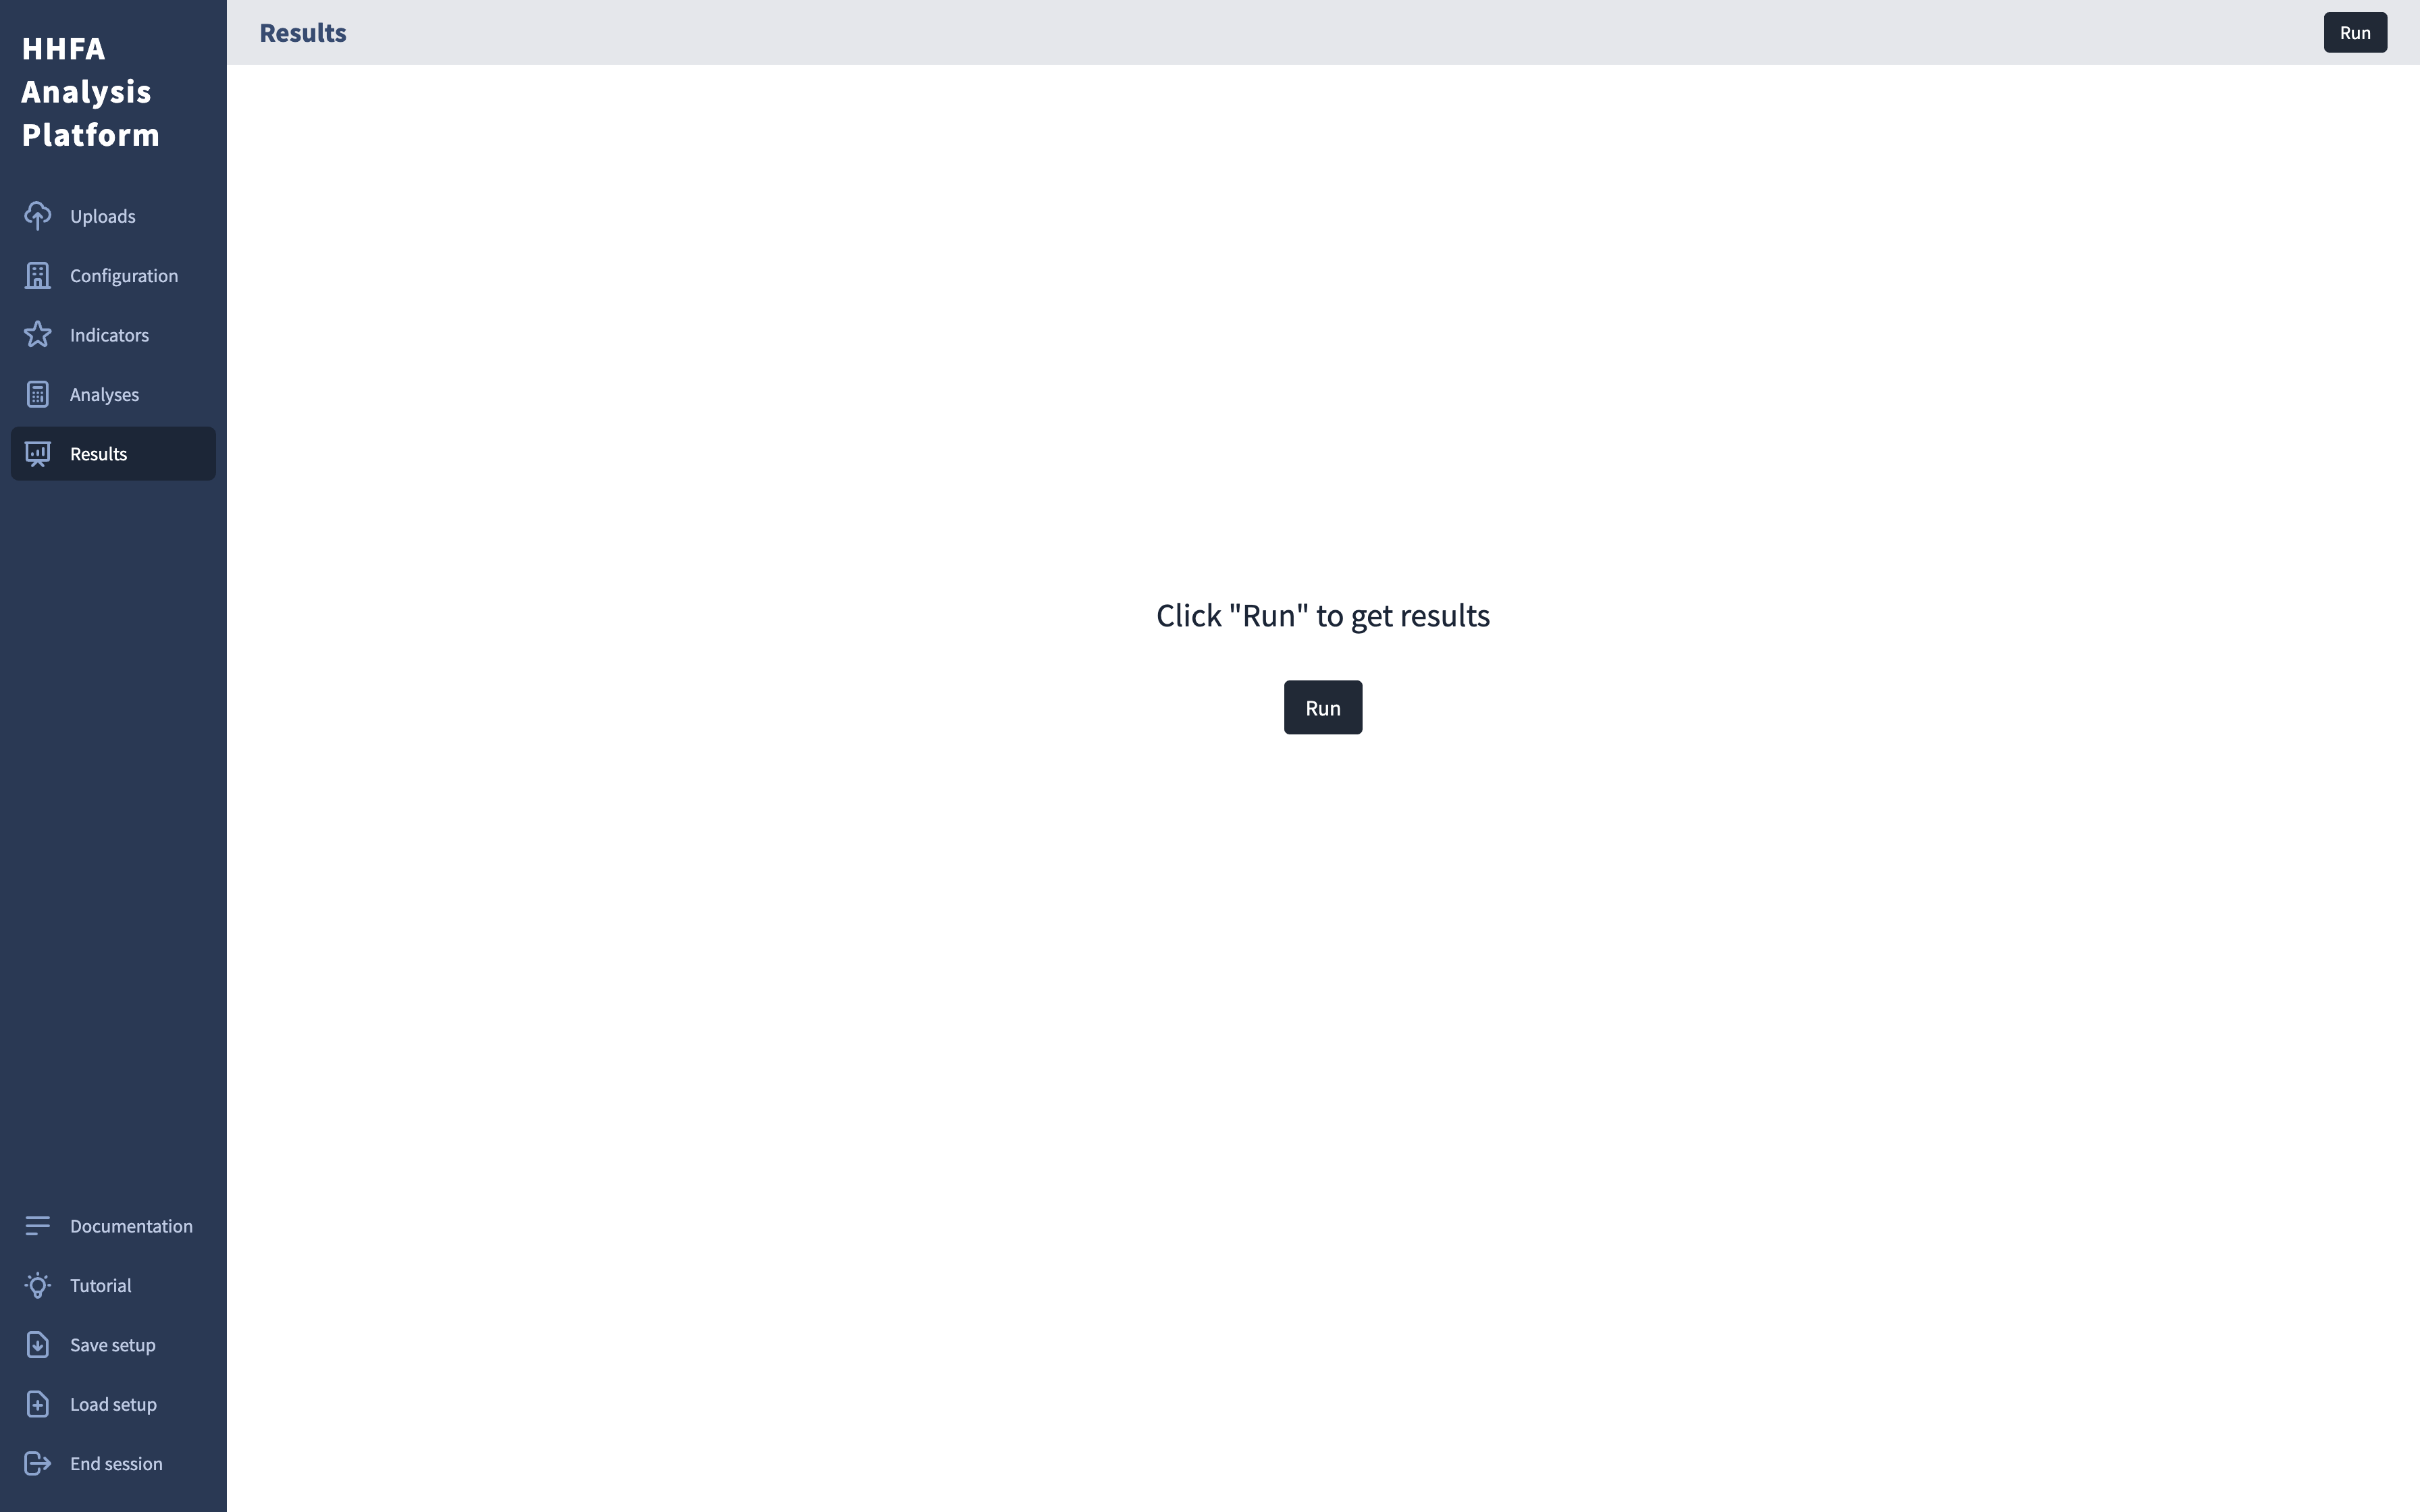 HHFA
Analysis
Platform
Uploads
Configuration
Indicators
Analyses
Results
Documentation
Tutorial
Save setup
Load setup
End session
Results
Run
Click "Run" to get results
Run